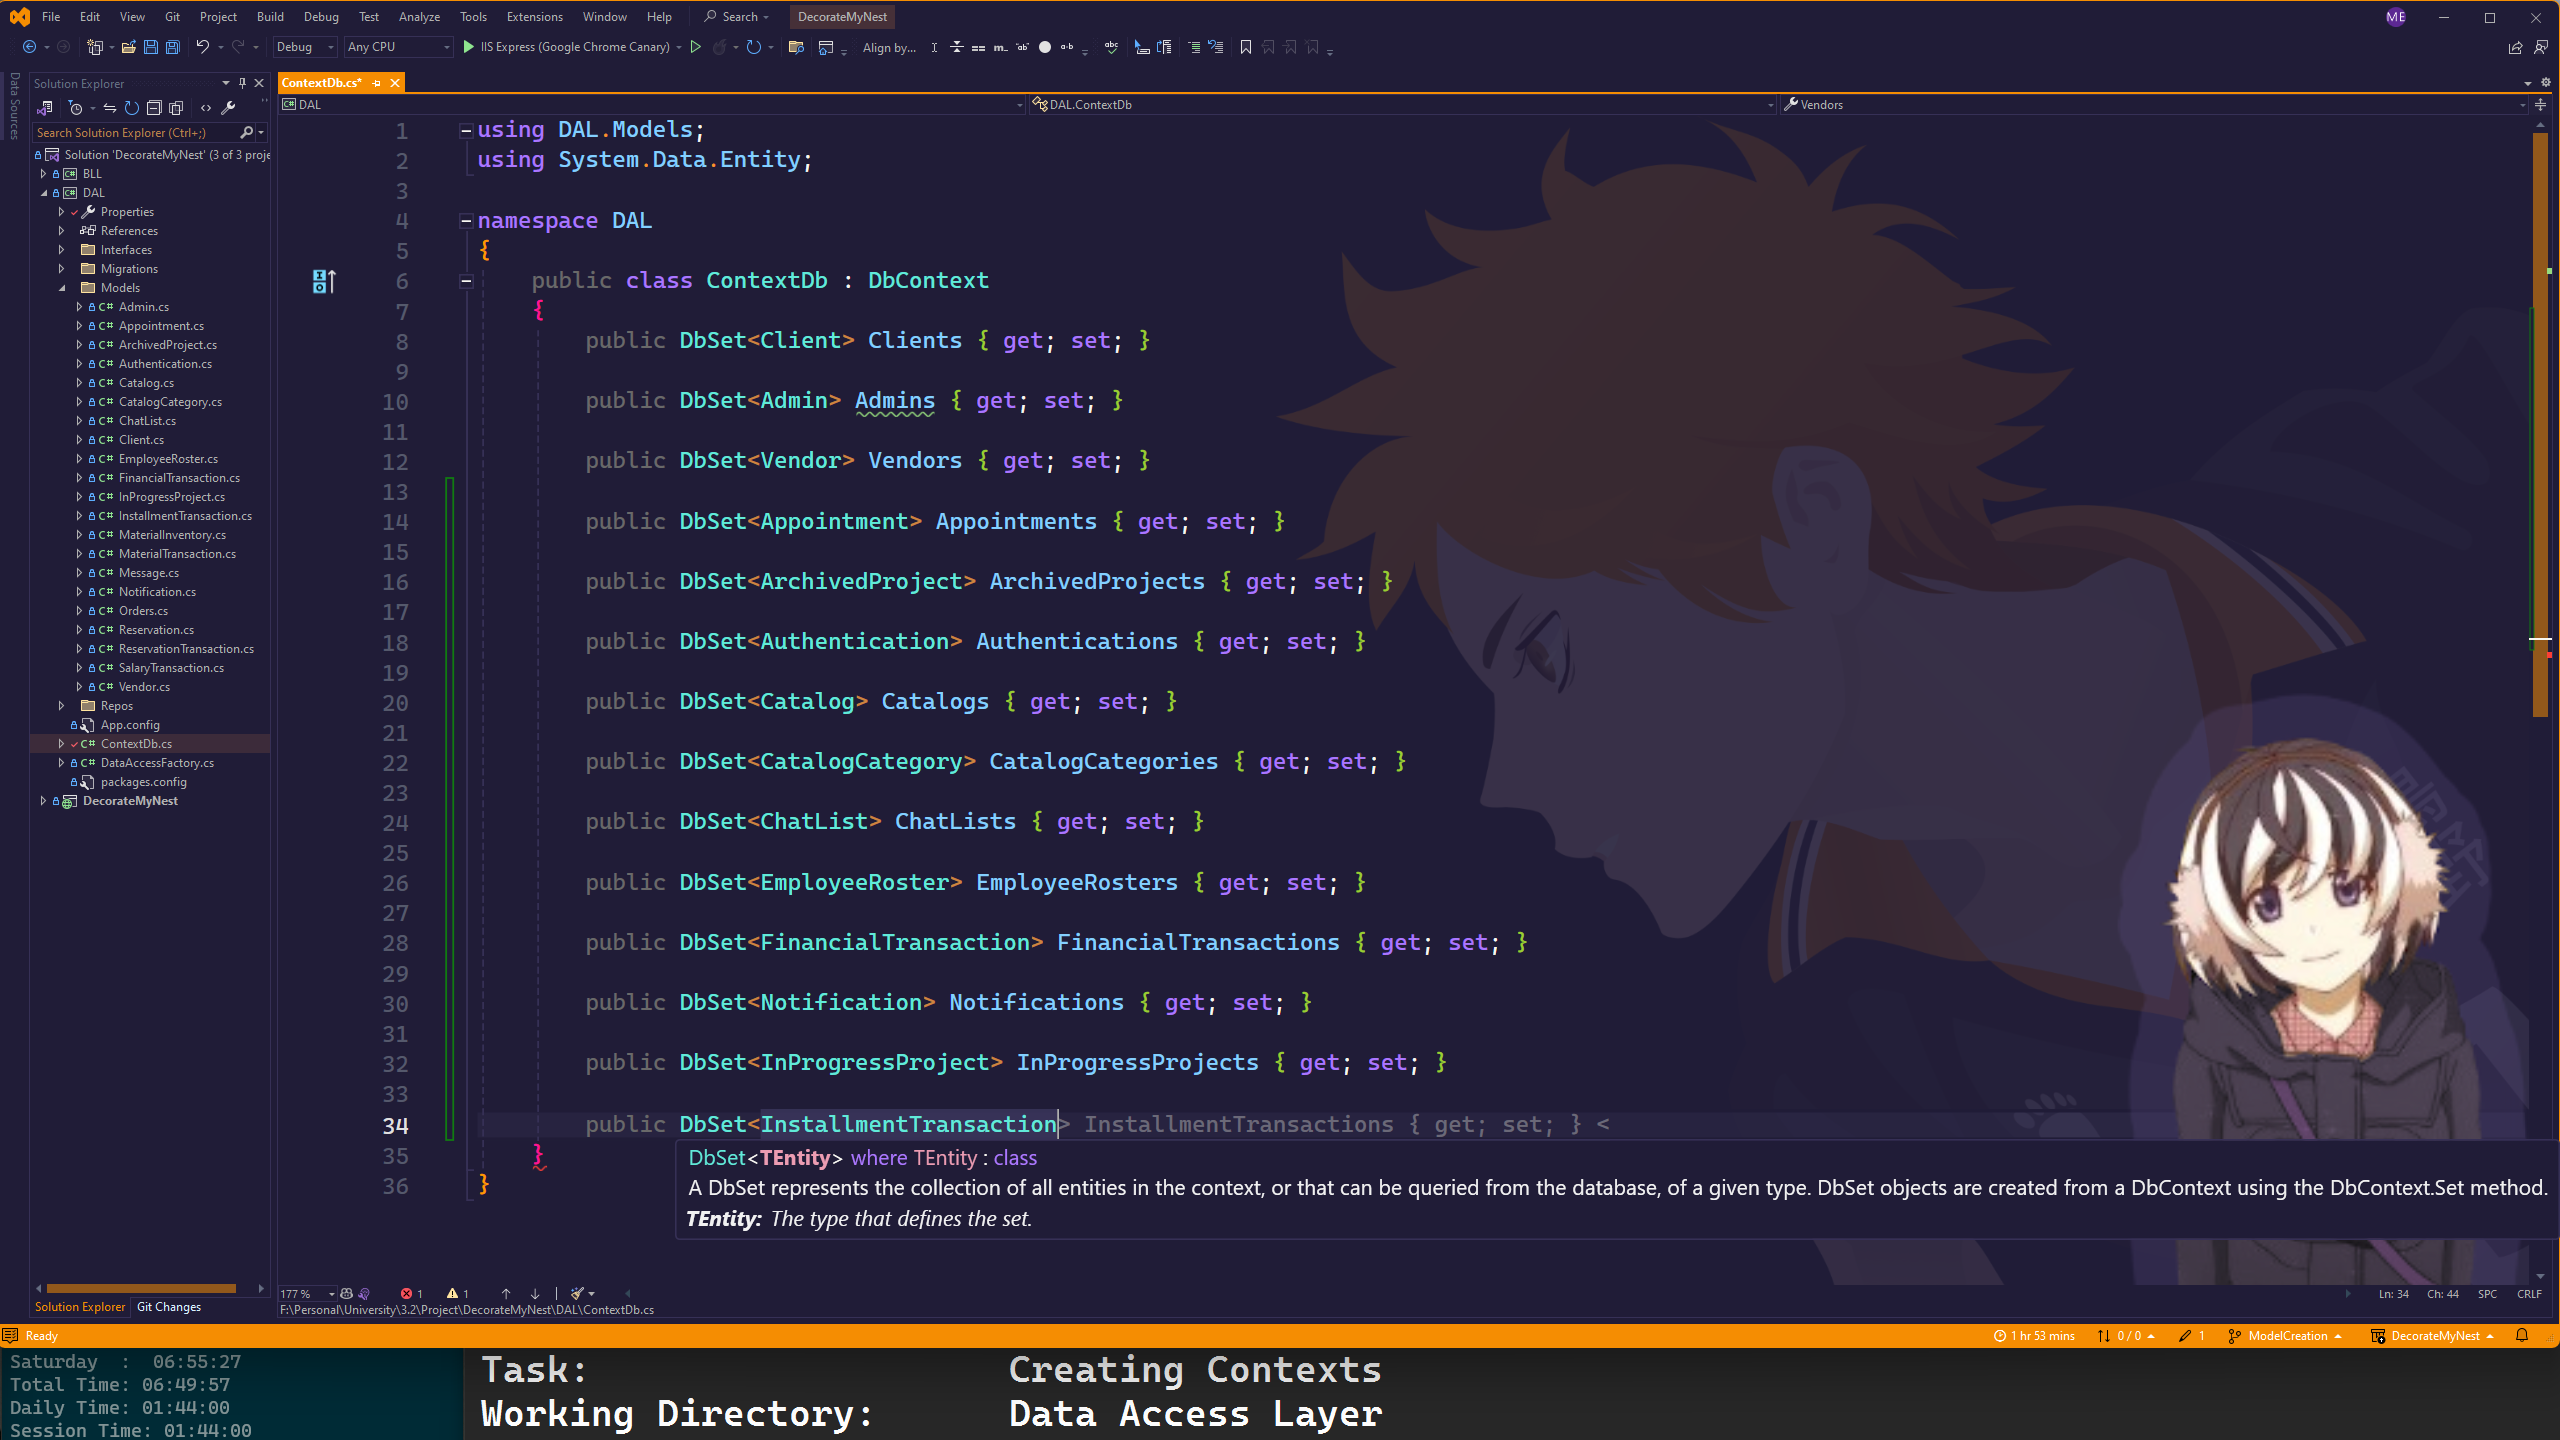 File Edit View Git Project Build Debug Test Analyze Tools Extensions Window Help Search DecorateMyNest ME
Debug Any CPU IIS Express (Google Chrome Canary) Align by...
Data Sources
Solution Explorer
Search Solution Explorer (Ctrl+;)
Solution 'DecorateMyNest' (3 of 3 proje
BLL
DAL
Properties
References
Interfaces
Migrations
Models
C# Admin.cs
C# Appointment.cs
C# ArchivedProject.cs
C# Authentication.cs
C# Catalog.cs
C# CatalogCategory.cs
C# ChatList.cs
C# Client.cs
C# EmployeeRoster.cs
C# FinancialTransaction.cs
C# InProgressProject.cs
C# InstallmentTransaction.cs
C# MaterialInventory.cs
C# MaterialTransaction.cs
C# Message.cs
C# Notification.cs
C# Orders.cs
C# Reservation.cs
C# ReservationTransaction.cs
C# SalaryTransaction.cs
C# Vendor.cs
Repos
App.config
C# ContextDb.cs
C# DataAccessFactory.cs
packages.config
DecorateMyNest
Solution Explorer Git Changes
ContextDb.cs*
DAL DAL.ContextDb Vendors
1 using DAL.Models;
2 using System.Data.Entity;
3
4 namespace DAL
5 {
6 public class ContextDb : DbContext
7 {
8 public DbSet<Client> Clients { get; set; }
9
10 public DbSet<Admin> Admins { get; set; }
11
12 public DbSet<Vendor> Vendors { get; set; }
13
14 public DbSet<Appointment> Appointments { get; set; }
15
16 public DbSet<ArchivedProject> ArchivedProjects { get; set; }
17
18 public DbSet<Authentication> Authentications { get; set; }
19
20 public DbSet<Catalog> Catalogs { get; set; }
21
22 public DbSet<CatalogCategory> CatalogCategories { get; set; }
23
24 public DbSet<ChatList> ChatLists { get; set; }
25
26 public DbSet<EmployeeRoster> EmployeeRosters { get; set; }
27
28 public DbSet<FinancialTransaction> FinancialTransactions { get; set; }
29
30 public DbSet<Notification> Notifications { get; set; }
31
32 public DbSet<InProgressProject> InProgressProjects { get; set; }
33
34 public DbSet<InstallmentTransaction> InstallmentTransactions { get; set; } <
35 }
36 }
DbSet<TEntity> where TEntity : class
A DbSet represents the collection of all entities in the context, or that can be queried from the database, of a given type. DbSet objects are created from a DbContext using the DbContext.Set method.
TEntity: The type that defines the set.
177 % 1 1 Ln: 34 Ch: 44 SPC CRLF
F:\Personal\University\3.2\Project\DecorateMyNest\DAL\ContextDb.cs
Ready 1 hr 53 mins 0 / 0 1 ModelCreation DecorateMyNest
Saturday : 06:55:27
Total Time: 06:49:57
Daily Time: 01:44:00
Session Time: 01:44:00
Task: Creating Contexts
Working Directory: Data Access Layer